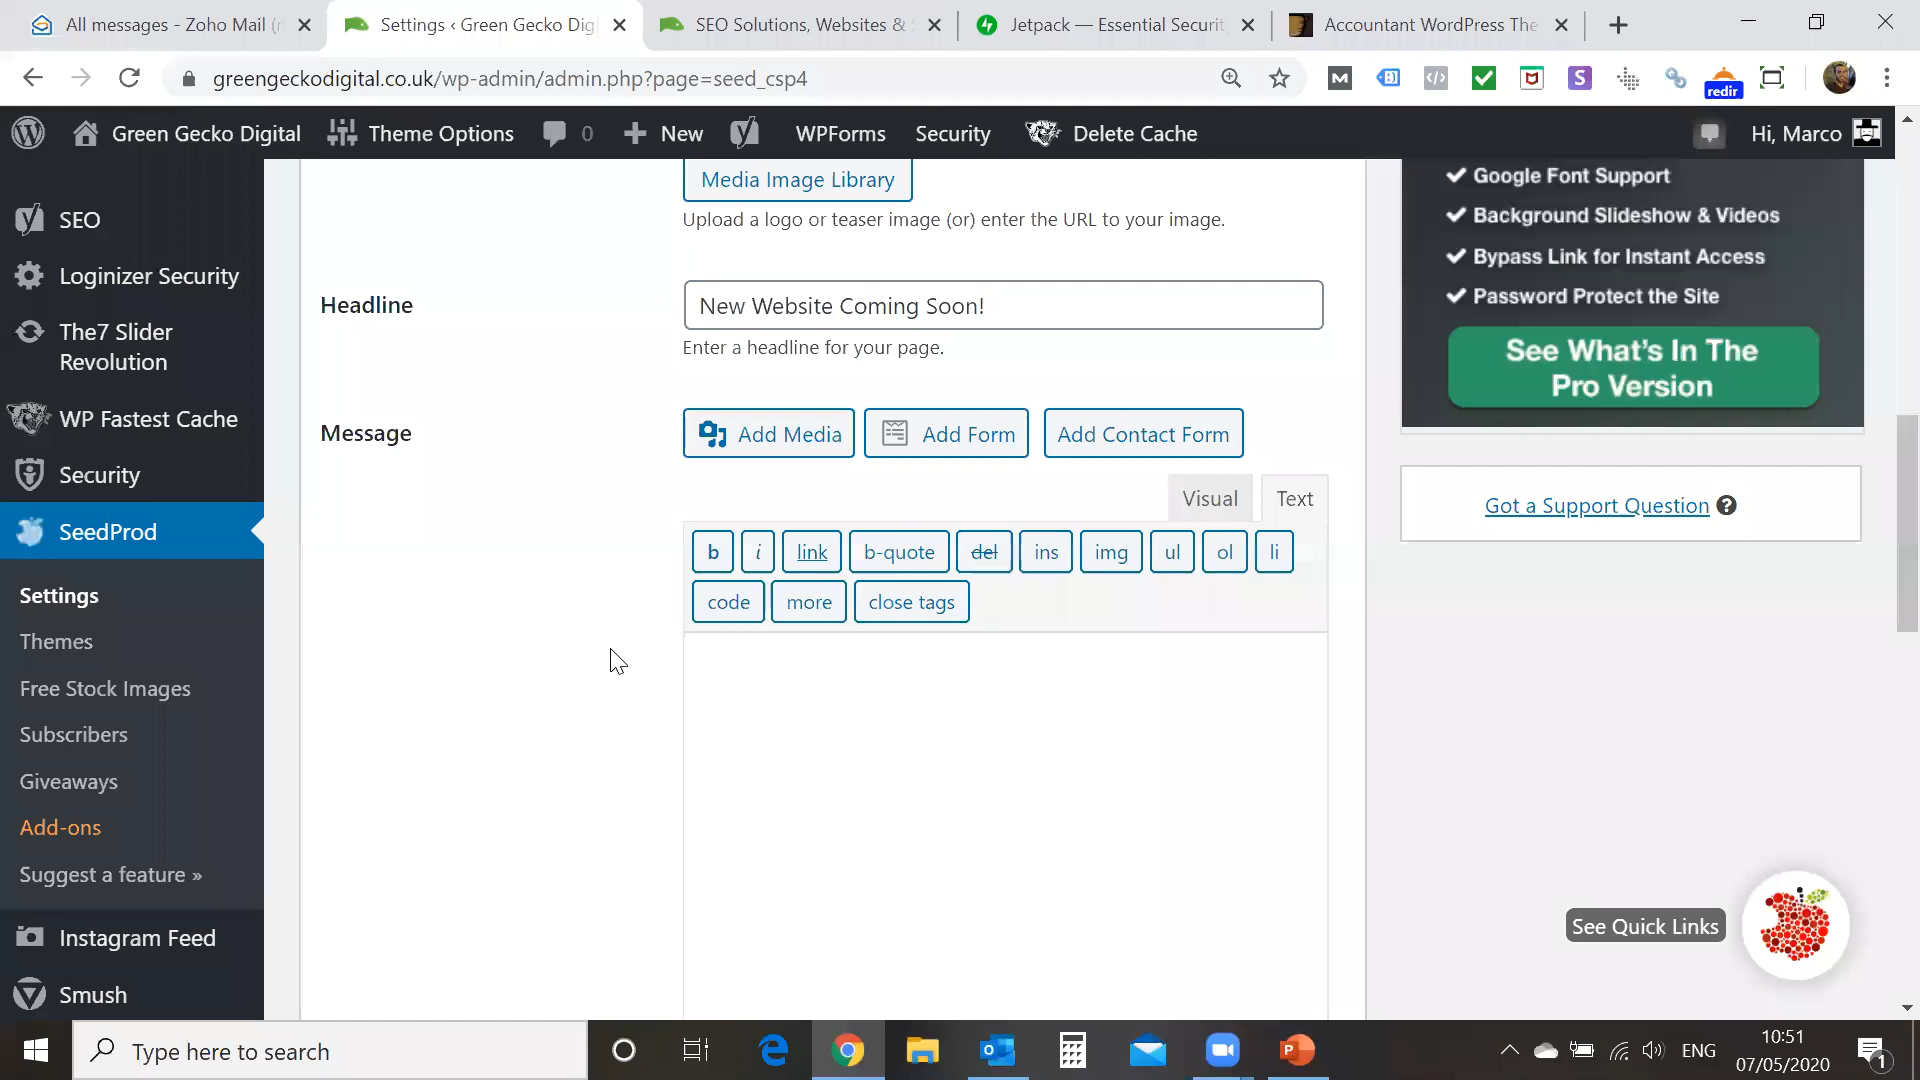 All messages - Zoho Mail (
Settings ‹ Green Gecko Dig
SEO Solutions, Websites &
Jetpack — Essential Securit
Accountant WordPress The
greengeckodigital.co.uk/wp-admin/admin.php?page=seed_csp4
redir
Green Gecko Digital
Theme Options
0
New
WPForms
Security
Delete Cache
Hi, Marco
SEO
Loginizer Security
The7 Slider
Revolution
WP Fastest Cache
Security
SeedProd
Settings
Themes
Free Stock Images
Subscribers
Giveaways
Add-ons
Suggest a feature »
Instagram Feed
Smush
Media Image Library
Upload a logo or teaser image (or) enter the URL to your image.
Headline
New Website Coming Soon!
Enter a headline for your page.
Message
Add Media
Add Form
Add Contact Form
Visual
Text
b
i
link
b-quote
del
ins
img
ul
ol
li
code
more
close tags
Google Font Support
Background Slideshow & Videos
Bypass Link for Instant Access
Password Protect the Site
See What's In The
Pro Version
Got a Support Question
See Quick Links
Type here to search
ENG
10:51
07/05/2020
1